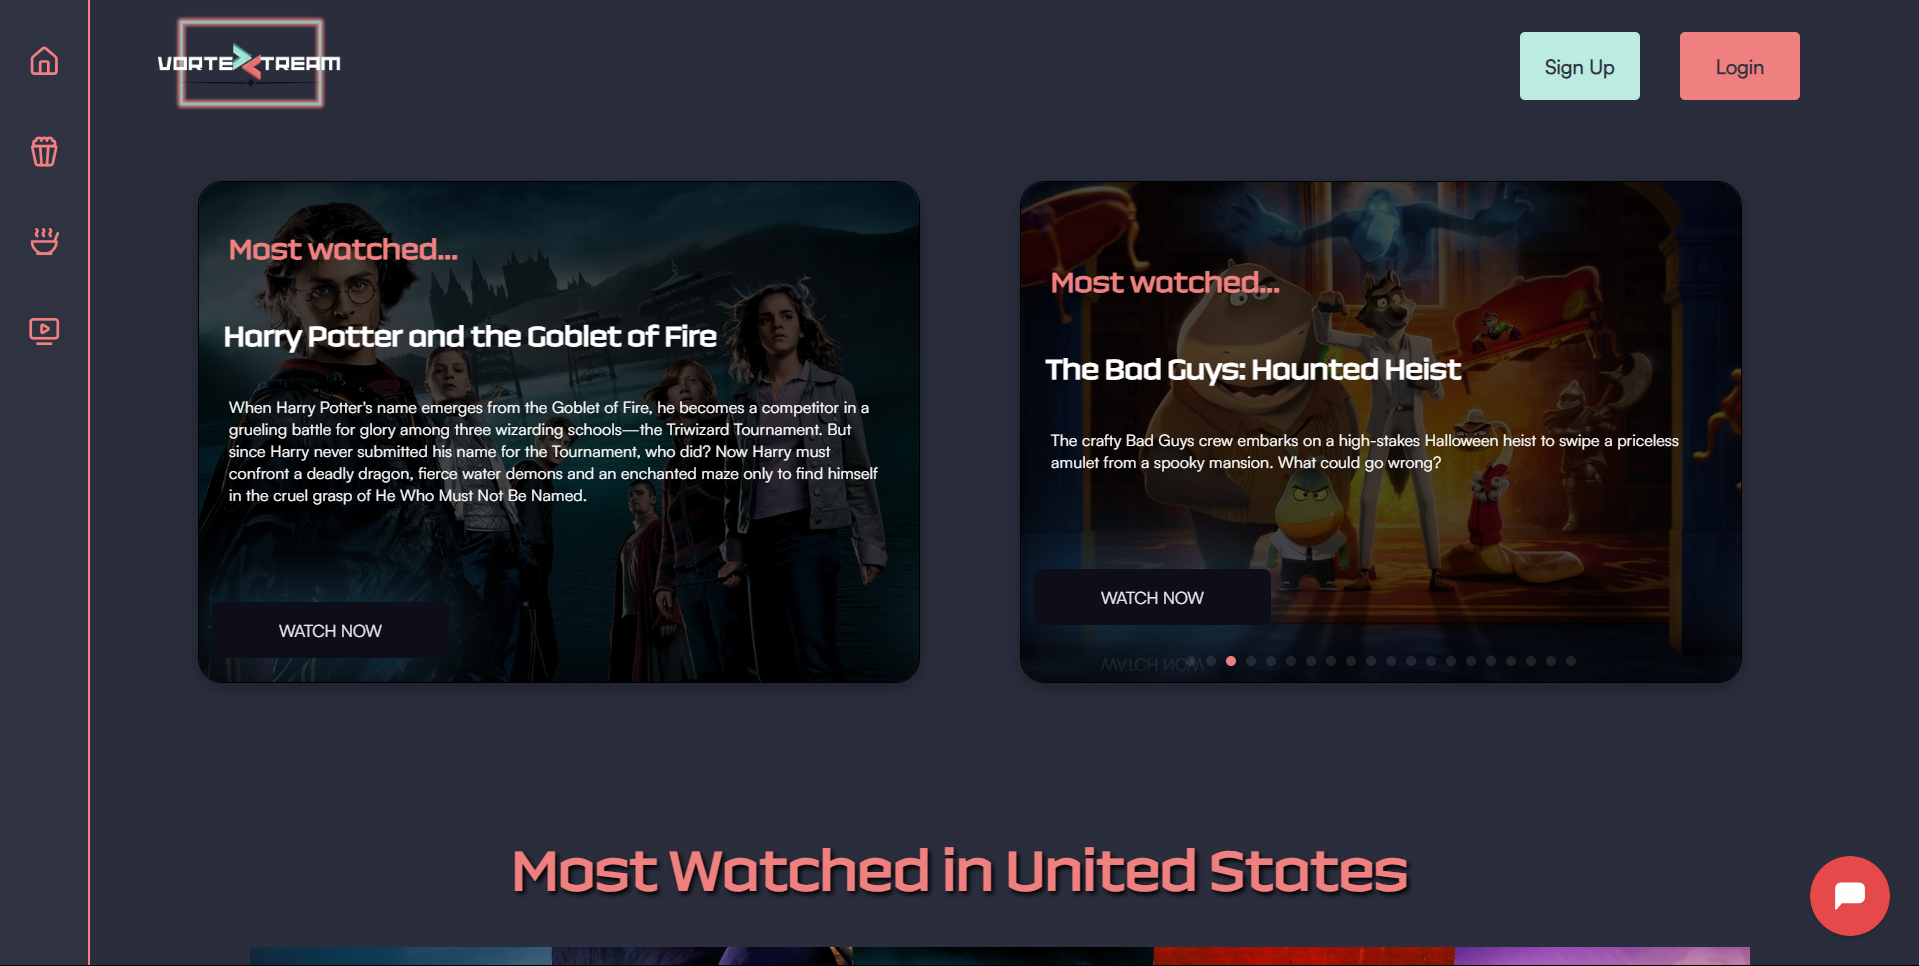 VORTEXTREAM
Sign Up
Login
Most watched...
Harry Potter and the Goblet of Fire
When Harry Potter's name emerges from the Goblet of Fire, he becomes a competitor in a
grueling battle for glory among three wizarding schools—the Triwizard Tournament. But
since Harry never submitted his name for the Tournament, who did? Now Harry must
confront a deadly dragon, fierce water demons and an enchanted maze only to find himself
in the cruel grasp of He Who Must Not Be Named.
WATCH NOW
Most watched...
The Bad Guys: Haunted Heist
The crafty Bad Guys crew embarks on a high-stakes Halloween heist to swipe a priceless
amulet from a spooky mansion. What could go wrong?
WATCH NOW
WATCH NOW
Most Watched in United States